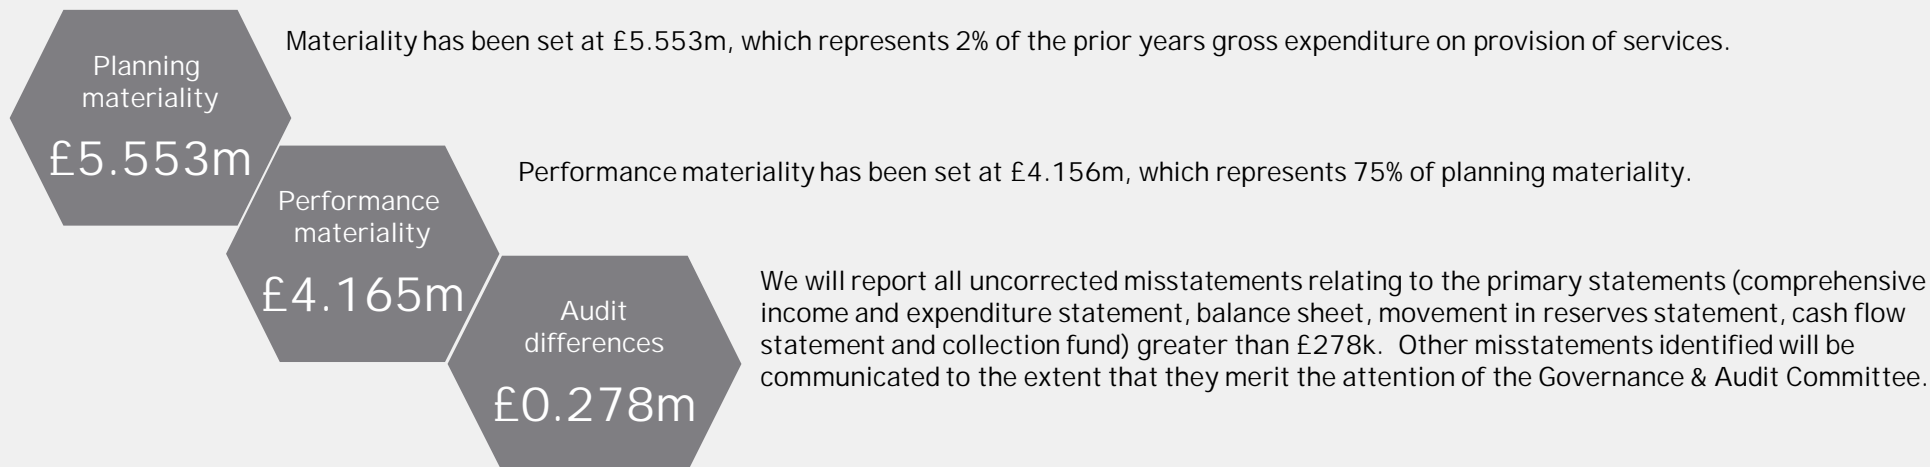 Planning
materiality
£5.553m
Materiality has been set at £5.553m, which represents 2% of the prior years gross expenditure on provision of services.
Performance
materiality
£4.165m
Performance materiality has been set at £4.156m, which represents 75% of planning materiality.
Audit
differences
£0.278m
We will report all uncorrected misstatements relating to the primary statements (comprehensive
income and expenditure statement, balance sheet, movement in reserves statement, cash flow
statement and collection fund) greater than £278k. Other misstatements identified will be
communicated to the extent that they merit the attention of the Governance & Audit Committee.